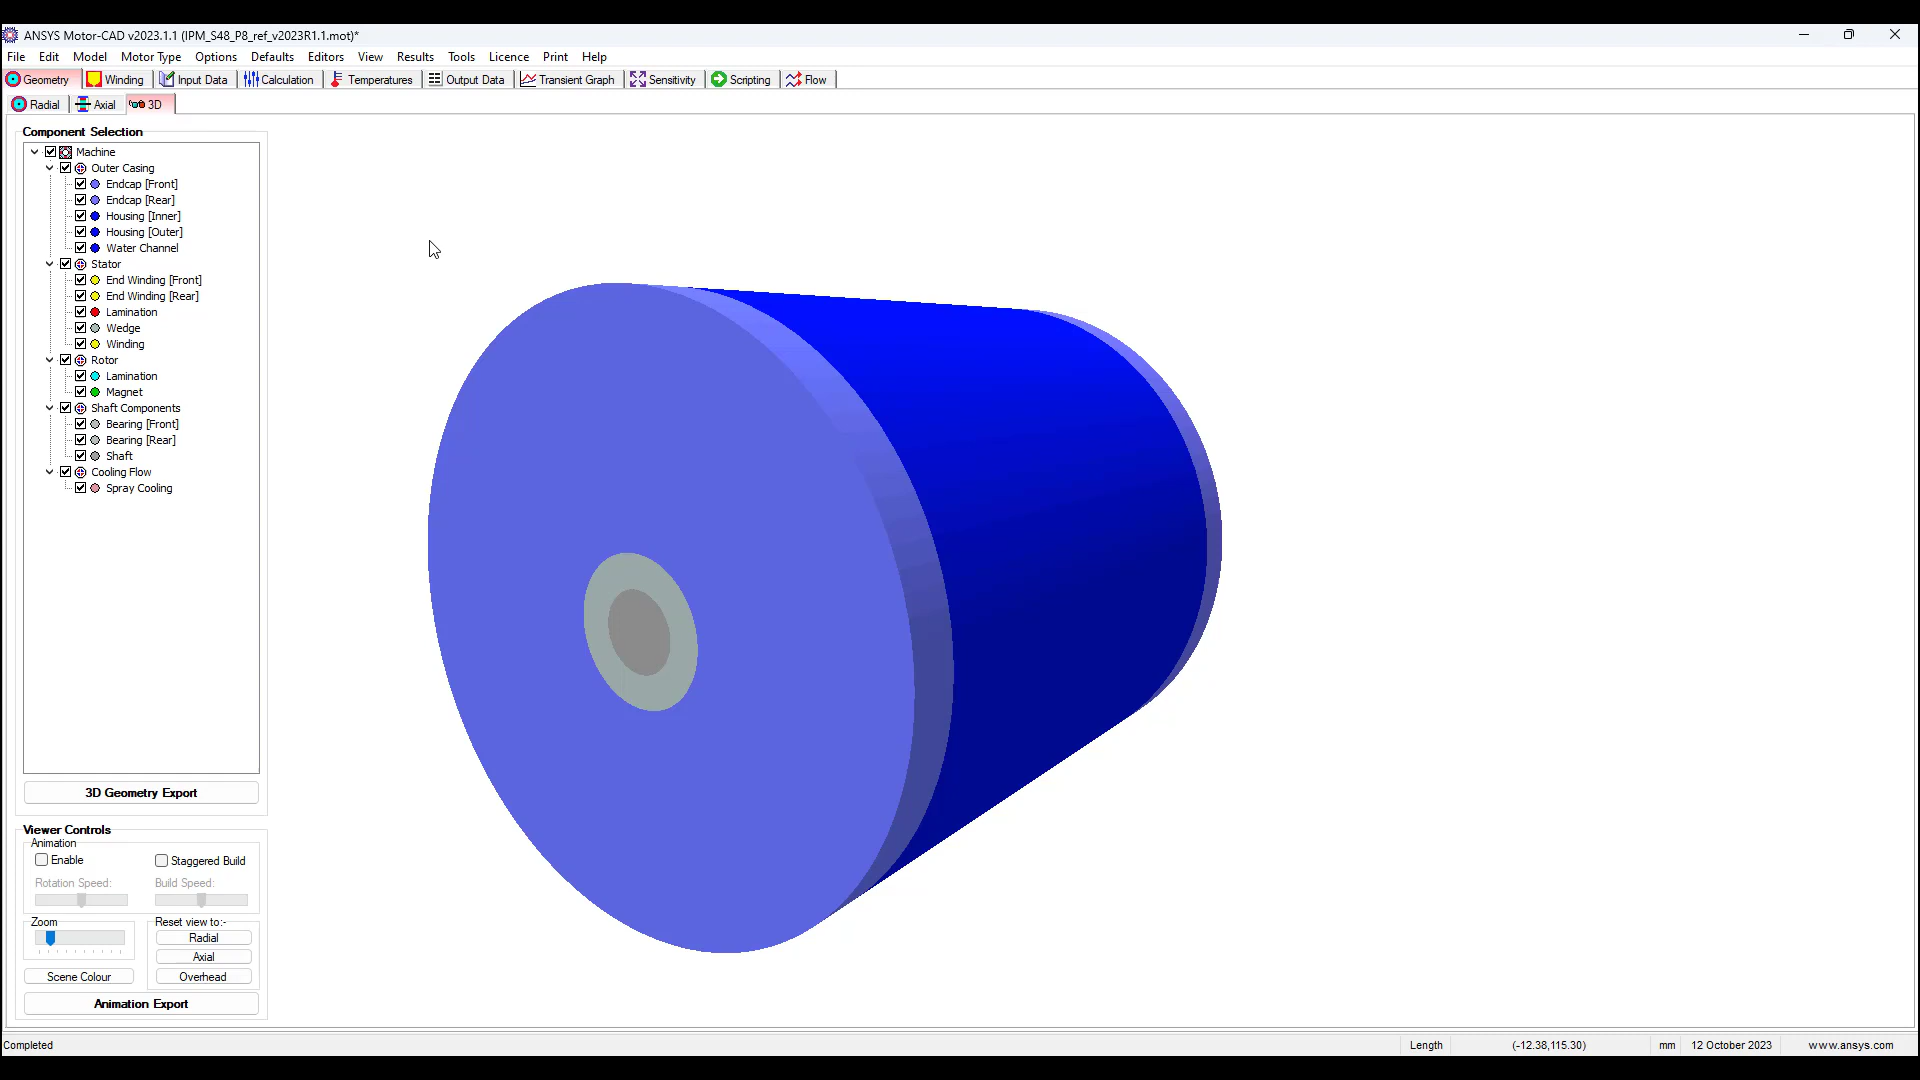 ANSYS Motor-CAD v2023.1.1 (IPM_S48_P8_ref_v2023R1.1.mot)*
File Edit Model Motor Type Options Defaults Editors View Results Tools Licence Print Help
Geometry Winding Input Data Calculation Temperatures Output Data Transient Graph Sensitivity Scripting Flow
Radial Axial 3D
Component Selection
Machine
Outer Casing
Endcap [Front]
Endcap [Rear]
Housing [Inner]
Housing [Outer]
Water Channel
Stator
End Winding [Front]
End Winding [Rear]
Lamination
Wedge
Winding
Rotor
Lamination
Magnet
Shaft Components
Bearing [Front]
Bearing [Rear]
Shaft
Cooling Flow
Spray Cooling
3D Geometry Export
Viewer Controls
Animation
Enable Staggered Build
Rotation Speed: Build Speed:
Zoom Reset view to:-
Radial
Axial
Scene Colour Overhead
Animation Export
Completed Length (-12.38,115.30) mm 12 October 2023 www.ansys.com